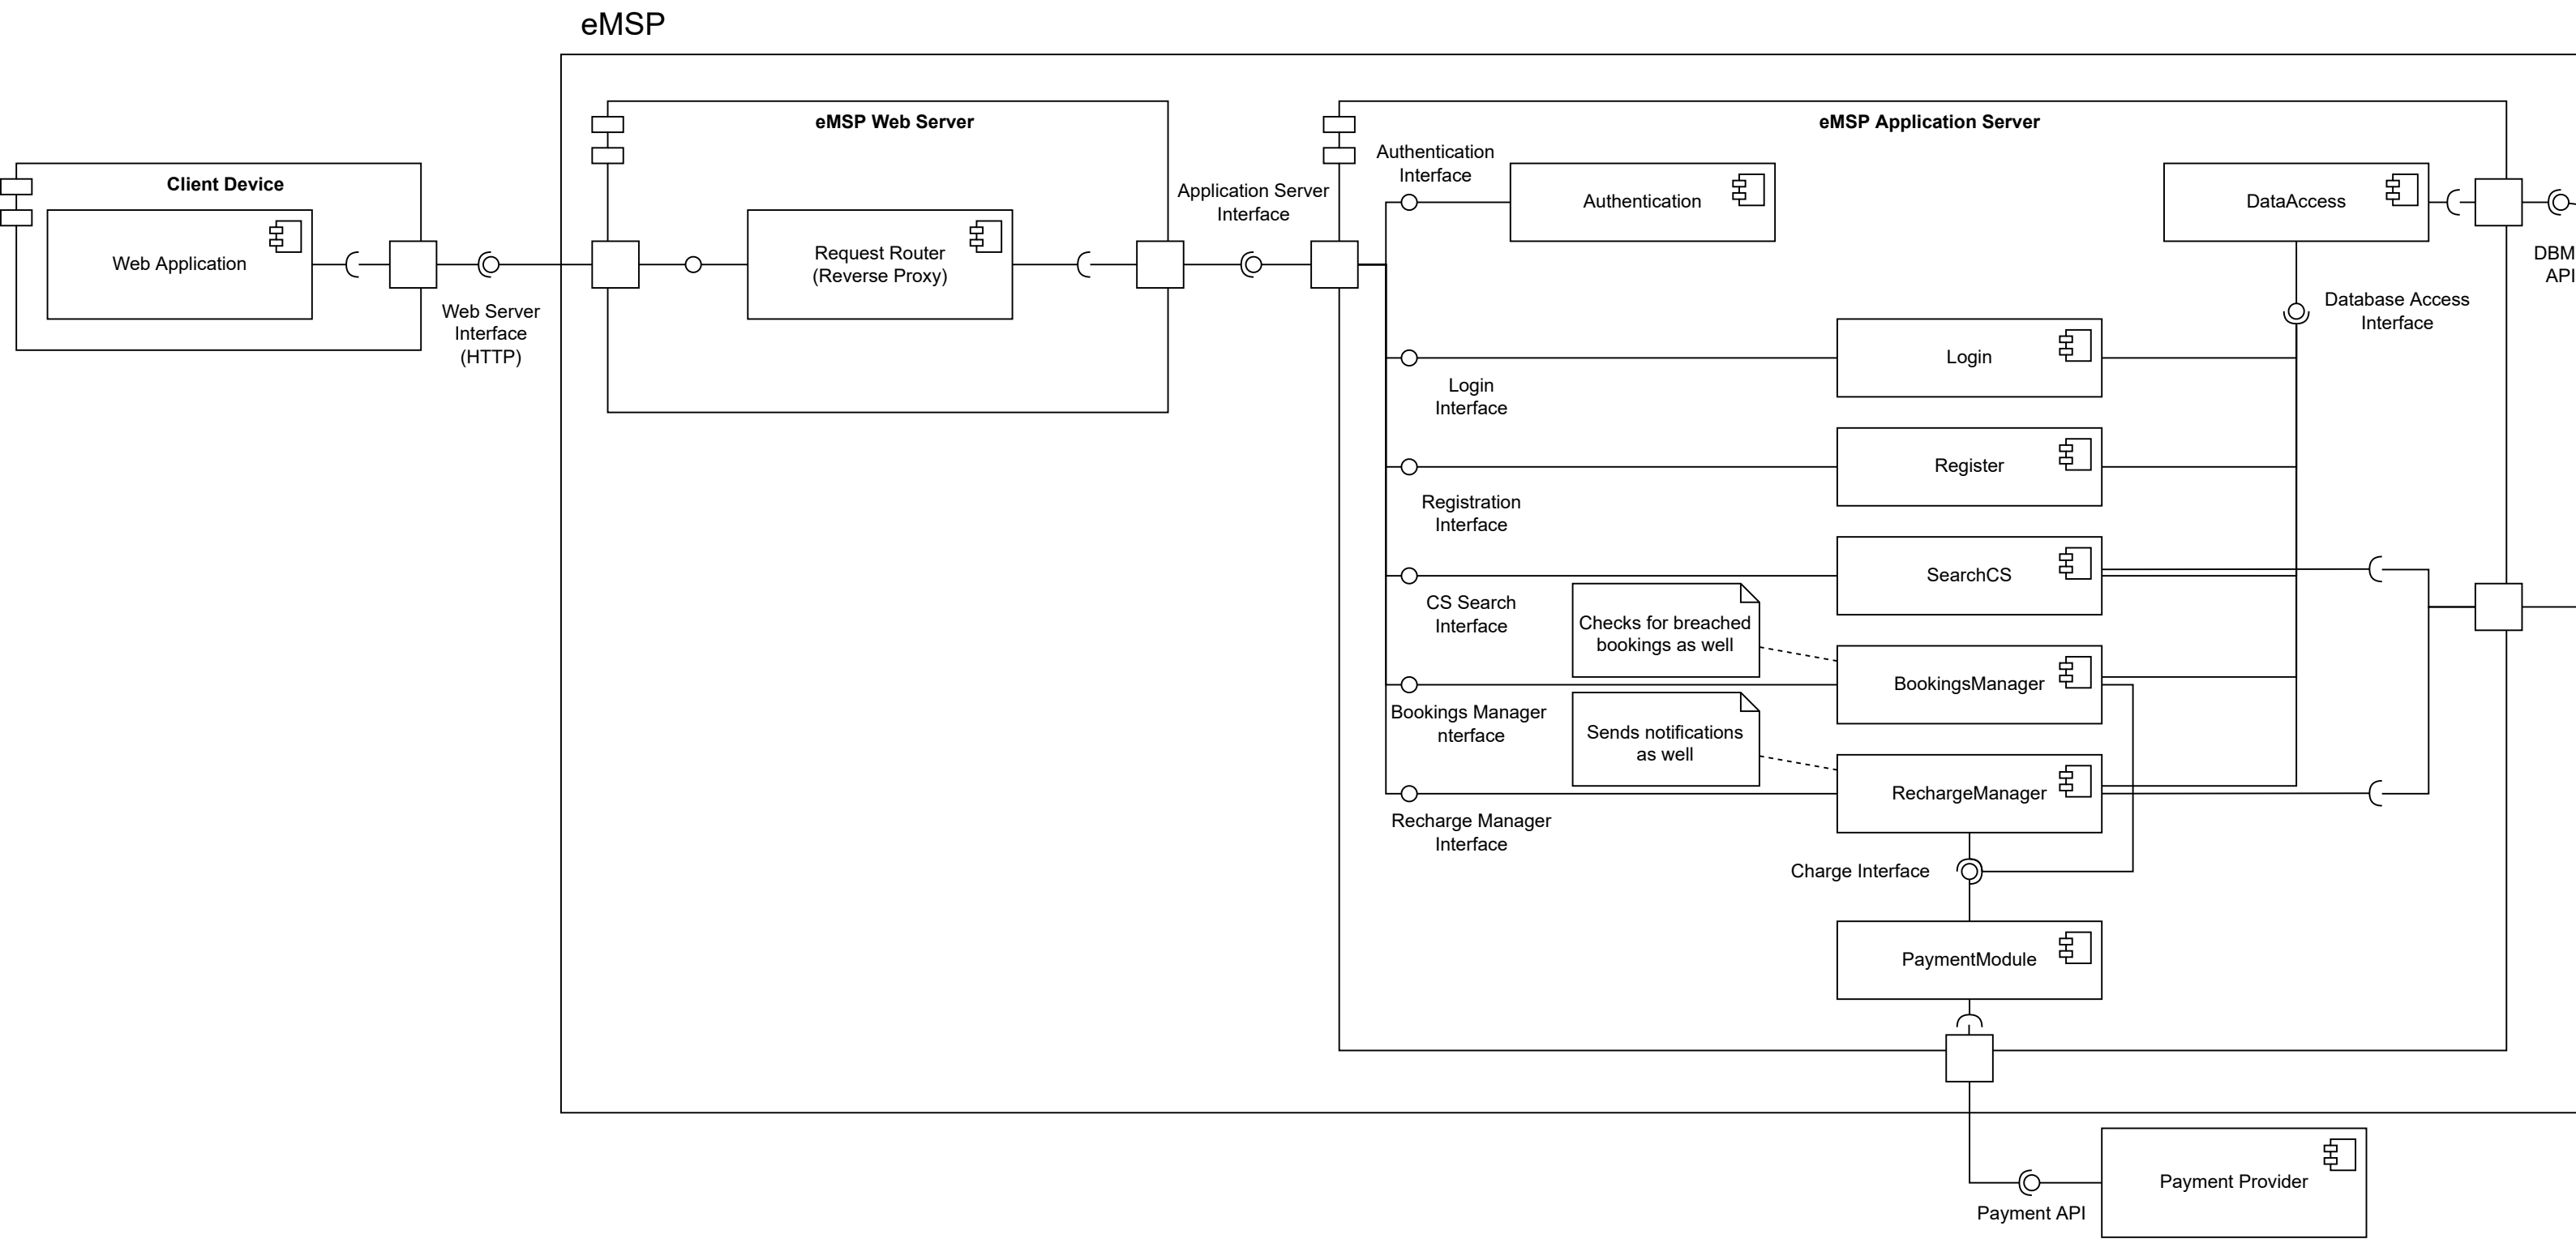 eMSP
eMSP Web Server
eMSP Application Server
Client Device
Web Application
Web Server
Interface
(HTTP)
Request Router
(Reverse Proxy)
Application Server
Interface
Authentication
Interface
Authentication
DataAccess
DBM
API
Database Access
Interface
Login
Login
Interface
Register
Registration
Interface
SearchCS
CS Search
Interface
Checks for breached
bookings as well
BookingsManager
Bookings Manager
nterface
Sends notifications
as well
RechargeManager
Recharge Manager
Interface
Charge Interface
PaymentModule
Payment Provider
Payment API